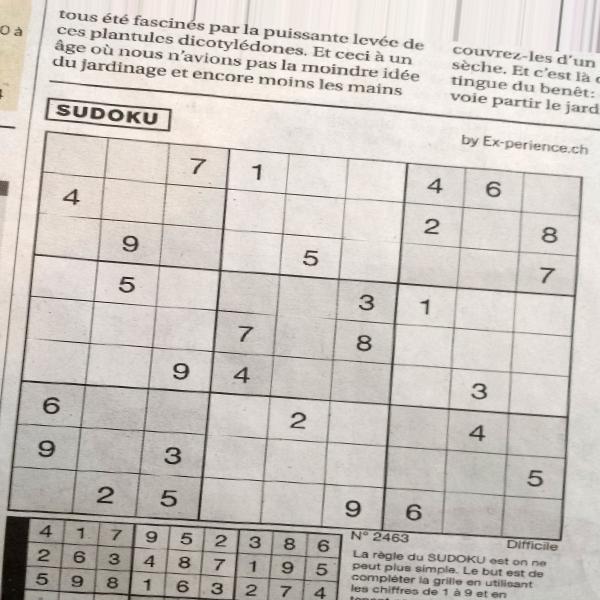 tous été fascinés par la puissante levée de
ces plantules dicotylédones. Et ceci à un
âge où nous n'avions pas la moindre idée
du jardinage et encore moins les mains
couvrez-les d'un
sèche. Et c'est là
tingue du benêt:
voie partir le jard
SUDOKU
by Ex-perience.ch
7 1 4 6
4 2 8
9 5 7
5 3 1
7 8
9 4 3
6 2 4
9 3 5
2 5 9 6
N° 2463
Difficile
4 1 7 9 5 2 3 8 6
2 6 3 4 8 7 1 9 5
5 9 8 1 6 3 2 7 4
La règle du SUDOKU est on ne
peut plus simple. Le but est de
compléter la grille en utilisant
les chiffres de 1 à 9 et en